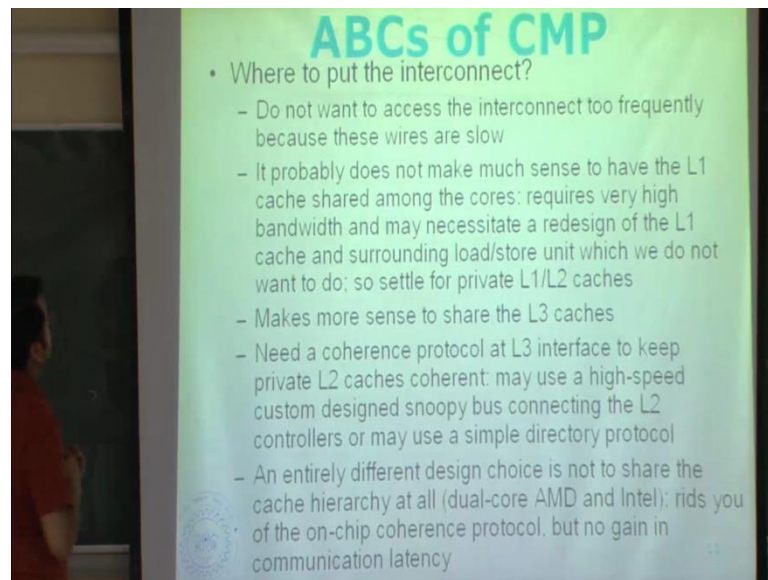 ABCs of CMP
• Where to put the interconnect?
– Do not want to access the interconnect too frequently
because these wires are slow
– It probably does not make much sense to have the L1
cache shared among the cores: requires very high
bandwidth and may necessitate a redesign of the L1
cache and surrounding load/store unit which we do not
want to do; so settle for private L1/L2 caches
– Makes more sense to share the L3 caches
– Need a coherence protocol at L3 interface to keep
private L2 caches coherent: may use a high-speed
custom designed snoopy bus connecting the L2
controllers or may use a simple directory protocol
– An entirely different design choice is not to share the
cache hierarchy at all (dual-core AMD and Intel): rids you
of the on-chip coherence protocol, but no gain in
communication latency